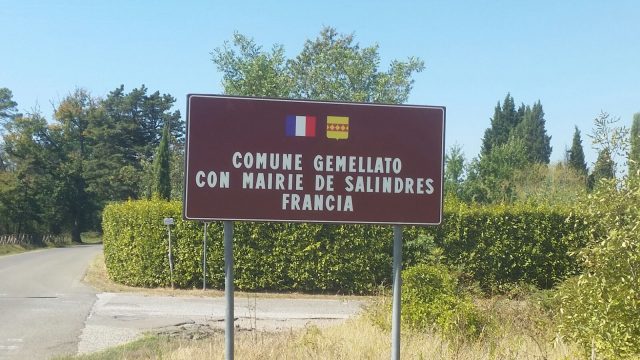 COMUNE GEMELLATO
CON MAIRIE DE SALINDRES
FRANCIA